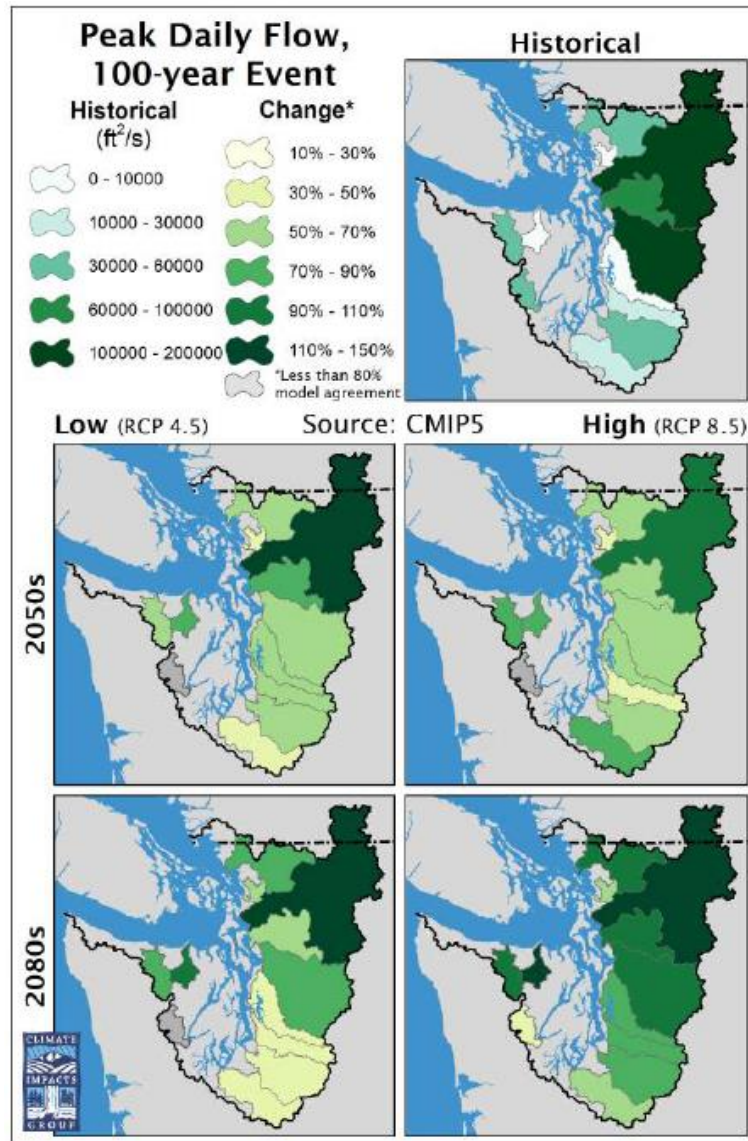 Peak Daily Flow,
100-year Event
Historical
(ft²/s)
0 - 10000
10000 - 30000
30000 - 60000
60000 - 100000
100000 - 200000
Change*
10% - 30%
30% - 50%
50% - 70%
70% - 90%
90% - 110%
110% - 150%
*Less than 80%
model agreement
Historical
Low (RCP 4.5)
Source: CMIP5
High (RCP 8.5)
2050s
2080s
CLIMATE
IMPACTS
GROUP